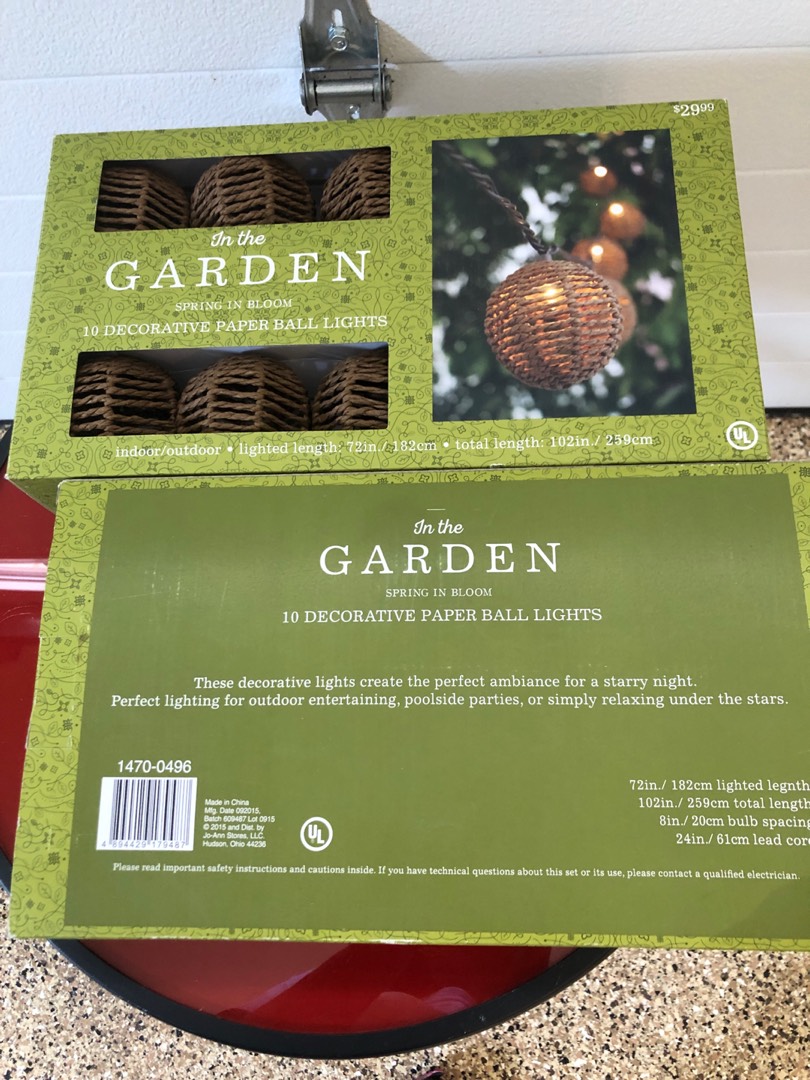 $29⁹⁹
In the
GARDEN
SPRING IN BLOOM
10 DECORATIVE PAPER BALL LIGHTS
indoor/outdoor • lighted length: 72in./ 182cm • total length: 102in./ 259cm
UL
In the
GARDEN
SPRING IN BLOOM
10 DECORATIVE PAPER BALL LIGHTS
These decorative lights create the perfect ambiance for a starry night.
Perfect lighting for outdoor entertaining, poolside parties, or simply relaxing under the stars.
1470-0496
4 894429 179487
Made in China
Mfg. Date 092015,
Batch 609487 Lot 0915
© 2015 and Dist. by
Jo-Ann Stores, LLC.
Hudson, Ohio 44236
UL
72in./ 182cm lighted legnth
102in./ 259cm total length
8in./ 20cm bulb spacing
24in./ 61cm lead cor
Please read important safety instructions and cautions inside. If you have technical questions about this set or its use, please contact a qualified electrician.